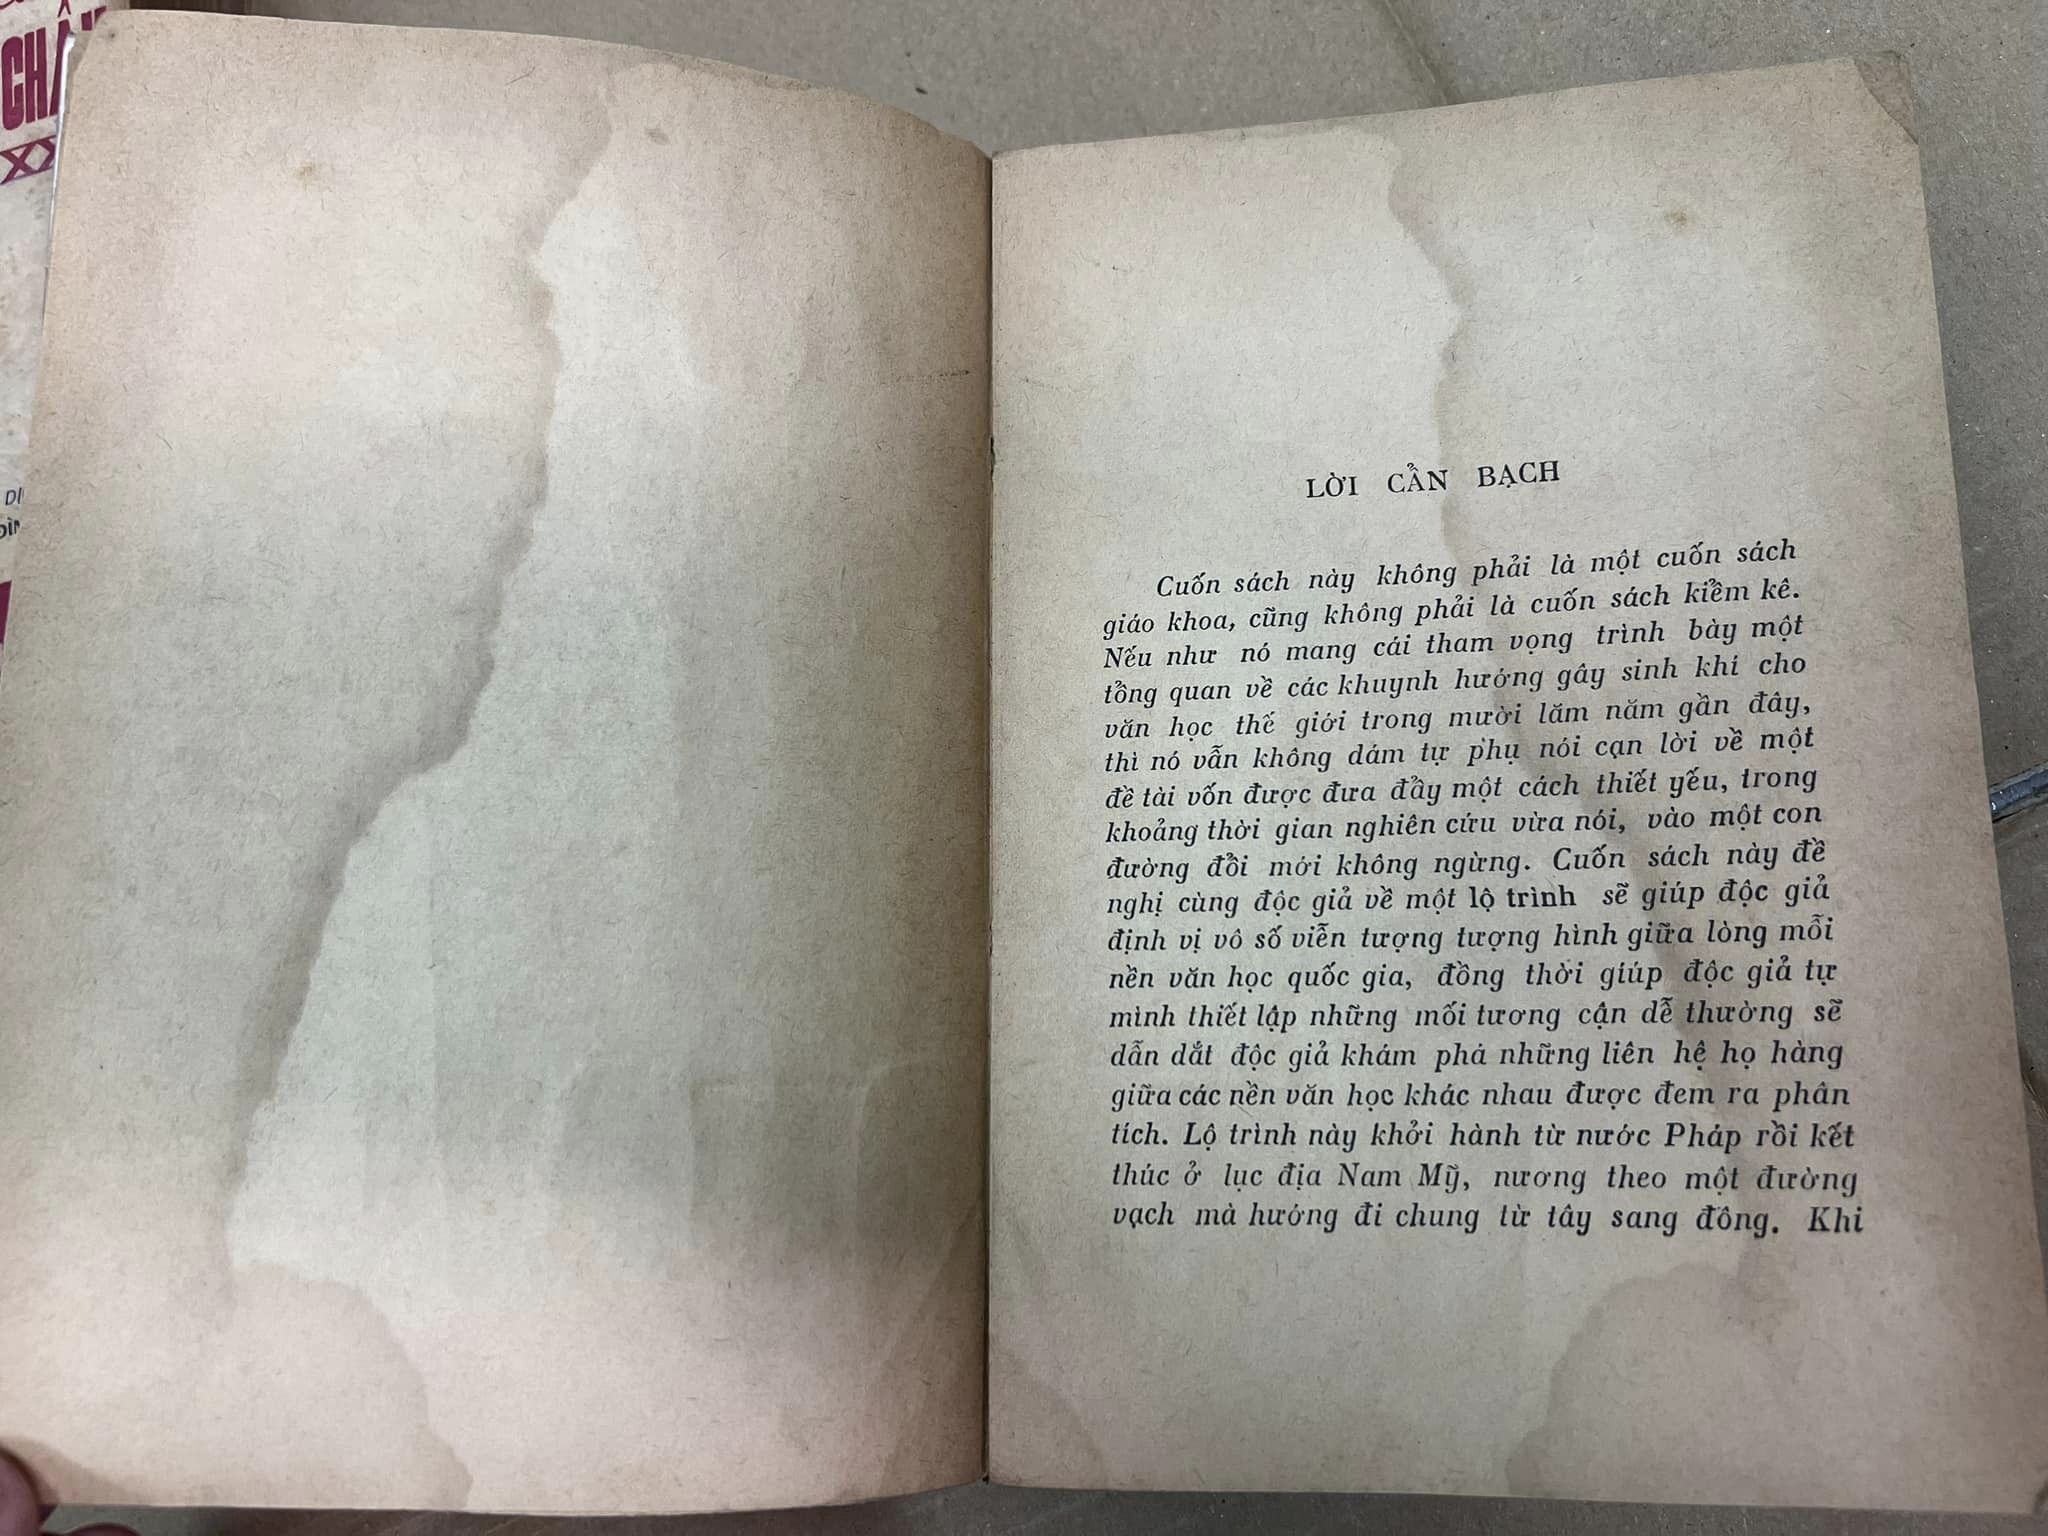 CHÂN
XX
LỜI CẨN BẠCH
Cuốn sách này không phải là một cuốn sách
giáo khoa, cũng không phải là cuốn sách kiểm kê.
Nếu như nó mang cái tham vọng trình bày một
tổng quan về các khuynh hướng gây sinh khí cho
văn học thế giới trong mười lăm năm gần đây,
thì nó vẫn không dám tự phụ nói cạn lời về một
đề tài vốn được đưa đẩy một cách thiết yếu, trong
khoảng thời gian nghiên cứu vừa nói, vào một con
đường đổi mới không ngừng. Cuốn sách này đề
nghị cùng độc giả về một lộ trình sẽ giúp độc giả
định vị vô số viễn tượng tượng hình giữa lòng mỗi
nền văn học quốc gia, đồng thời giúp độc giả tự
mình thiết lập những mối tương cận dễ thường sẽ
dẫn dắt độc giả khám phá những liên hệ họ hàng
giữa các nền văn học khác nhau được đem ra phân
tích. Lộ trình này khởi hành từ nước Pháp rồi kết
thúc ở lục địa Nam Mỹ, nương theo một đường
vạch mà hướng đi chung từ tây sang đông. Khi